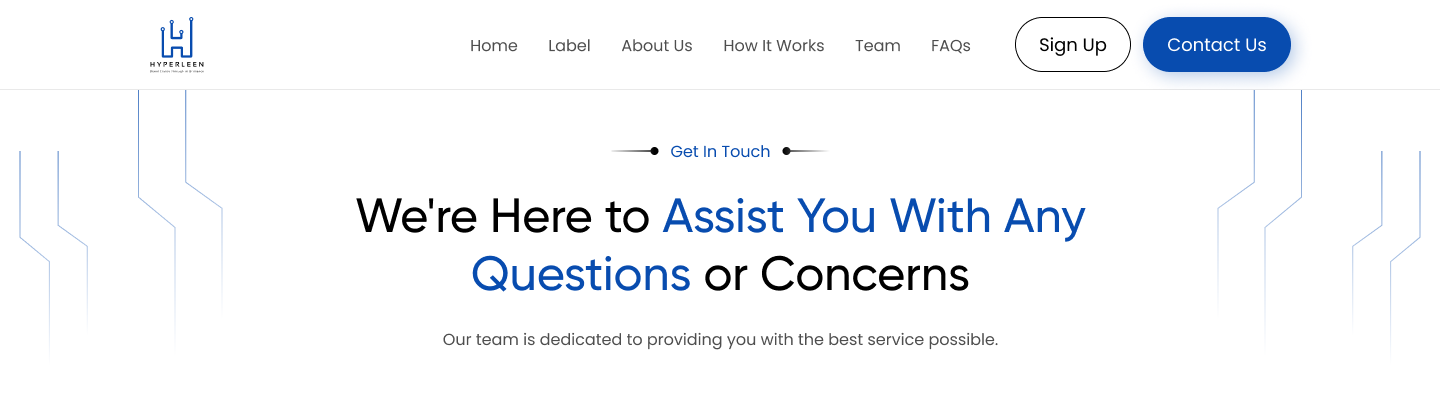 HYPERLEEN
Home Label About Us How It Works Team FAQs Sign Up Contact Us
Get In Touch
We're Here to Assist You With Any
Questions or Concerns
Our team is dedicated to providing you with the best service possible.